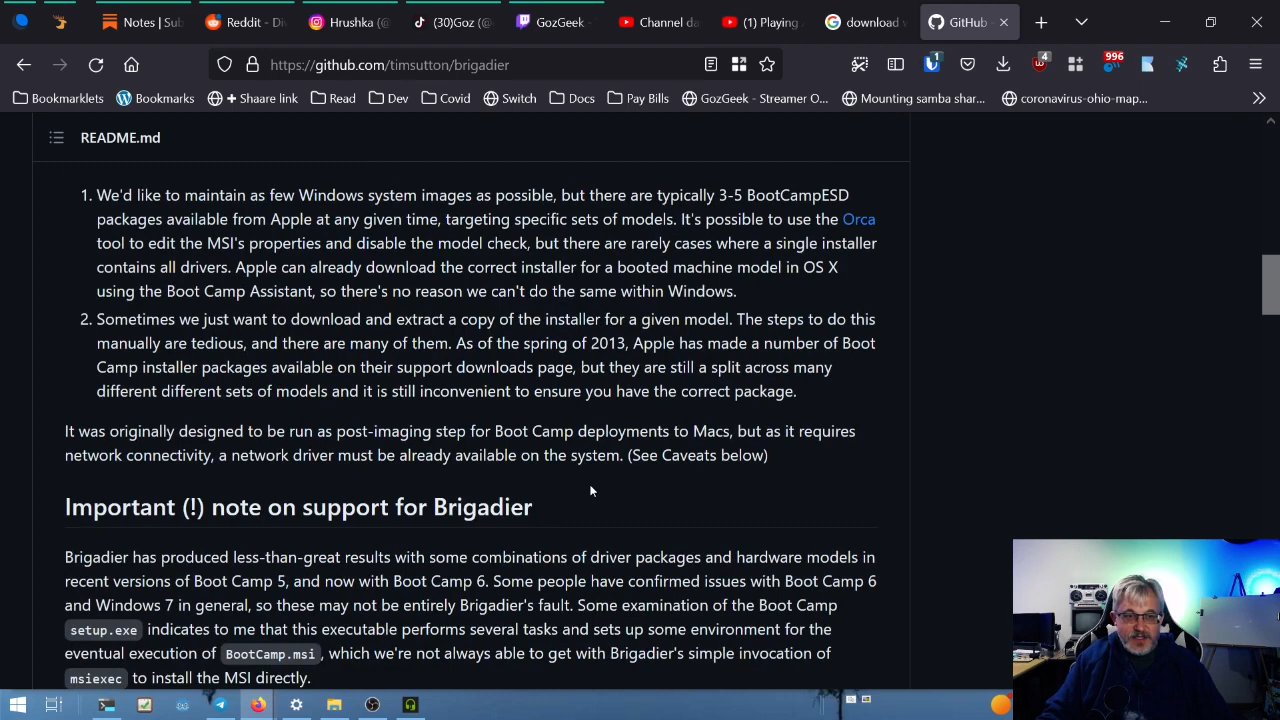 Notes | Sub
Reddit - Div
Hrushka (@
(30)Goz (@
GozGeek -
Channel da
Playing
download v
GitHub -
https://github.com/timsutton/brigadier
1
4
996
Bookmarklets
Bookmarks
+ Shaare link
Read
Dev
Covid
Switch
Docs
Pay Bills
GozGeek - Streamer O...
Mounting samba shar...
coronavirus-ohio-map...
README.md
1. We'd like to maintain as few Windows system images as possible, but there are typically 3-5 BootCampESD
packages available from Apple at any given time, targeting specific sets of models. It's possible to use the Orca
tool to edit the MSI's properties and disable the model check, but there are rarely cases where a single installer
contains all drivers. Apple can already download the correct installer for a booted machine model in OS X
using the Boot Camp Assistant, so there's no reason we can't do the same within Windows.
2. Sometimes we just want to download and extract a copy of the installer for a given model. The steps to do this
manually are tedious, and there are many of them. As of the spring of 2013, Apple has made a number of Boot
Camp installer packages available on their support downloads page, but they are still a split across many
different different sets of models and it is still inconvenient to ensure you have the correct package.
It was originally designed to be run as post-imaging step for Boot Camp deployments to Macs, but as it requires
network connectivity, a network driver must be already available on the system. (See Caveats below)
Important (!) note on support for Brigadier
Brigadier has produced less-than-great results with some combinations of driver packages and hardware models in
recent versions of Boot Camp 5, and now with Boot Camp 6. Some people have confirmed issues with Boot Camp 6
and Windows 7 in general, so these may not be entirely Brigadier's fault. Some examination of the Boot Camp
setup.exe indicates to me that this executable performs several tasks and sets up some environment for the
eventual execution of BootCamp.msi, which we're not always able to get with Brigadier's simple invocation of
msiexec to install the MSI directly.